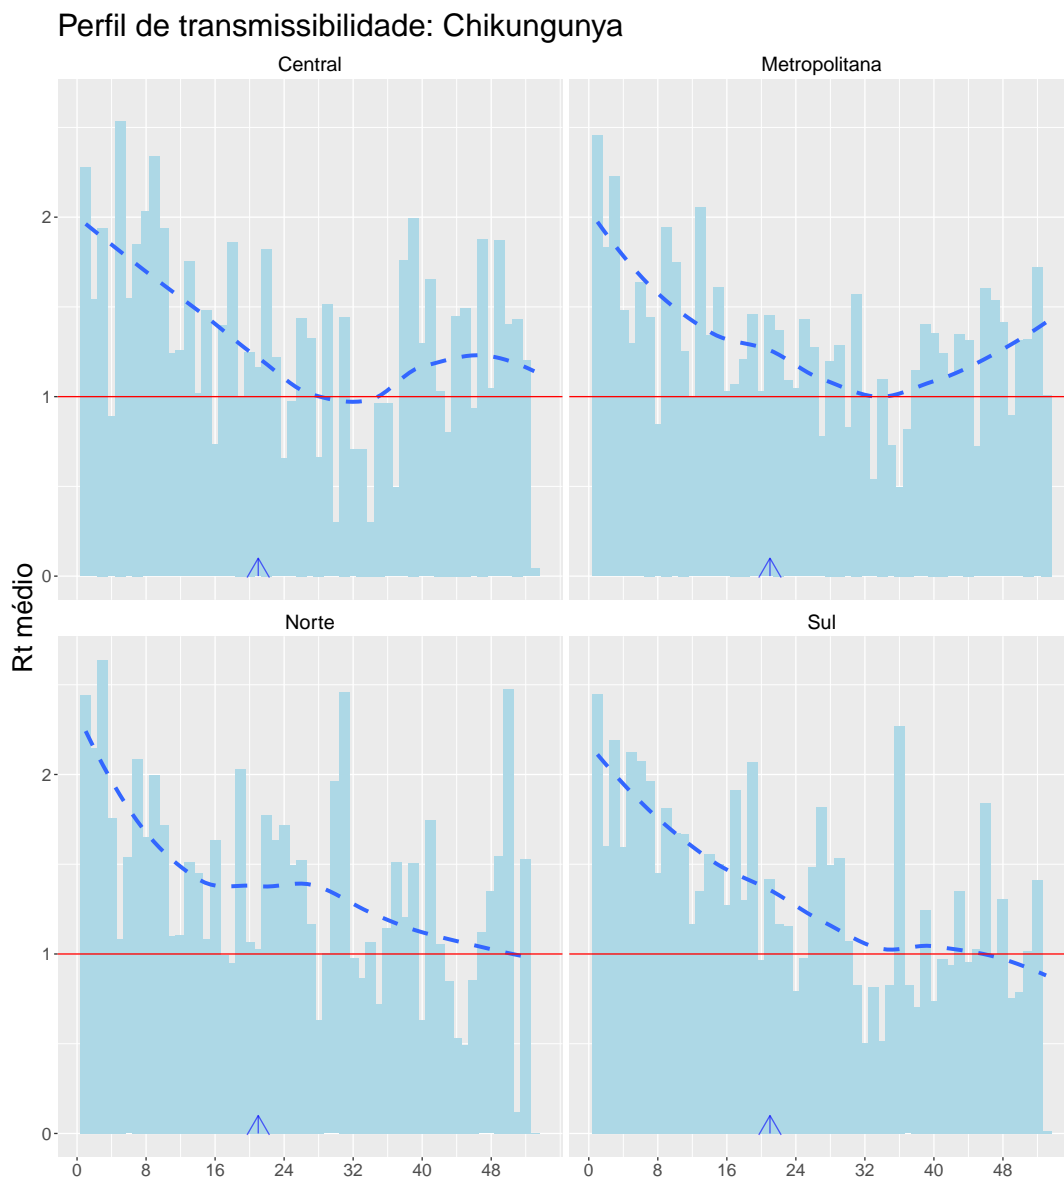 Perfil de transmissibilidade: Chikungunya
Central
Metropolitana
2
1
0
Rt médio
Norte
Sul
2
1
0
0 8 16 24 32 40 48
0 8 16 24 32 40 48